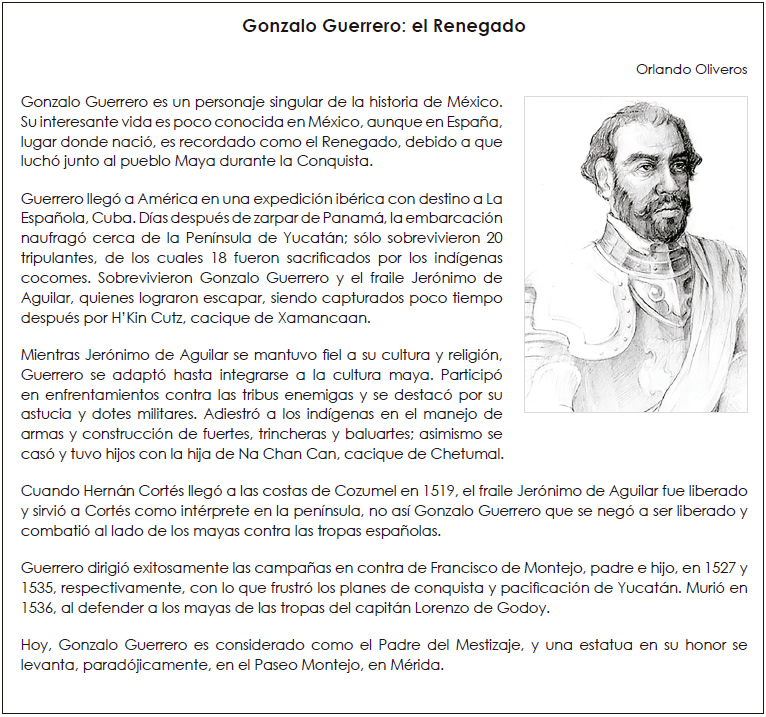 Gonzalo Guerrero: el Renegado
Orlando Oliveros
Gonzalo Guerrero es un personaje singular de la historia de México.
Su interesante vida es poco conocida en México, aunque en España,
lugar donde nació, es recordado como el Renegado, debido a que
luchó junto al pueblo Maya durante la Conquista.
Guerrero llegó a América en una expedición ibérica con destino a La
Española, Cuba. Días después de zarpar de Panamá, la embarcación
naufragó cerca de la Península de Yucatán; sólo sobrevivieron 20
tripulantes, de los cuales 18 fueron sacrificados por los indígenas
cocomes. Sobrevivieron Gonzalo Guerrero y el fraile Jerónimo de
Aguilar, quienes lograron escapar, siendo capturados poco tiempo
después por H’Kin Cutz, cacique de Xamancaan.
Mientras Jerónimo de Aguilar se mantuvo fiel a su cultura y religión,
Guerrero se adaptó hasta integrarse a la cultura maya. Participó
en enfrentamientos contra las tribus enemigas y se destacó por su
astucia y dotes militares. Adiestró a los indígenas en el manejo de
armas y construcción de fuertes, trincheras y baluartes; asimismo se
casó y tuvo hijos con la hija de Na Chan Can, cacique de Chetumal.
Cuando Hernán Cortés llegó a las costas de Cozumel en 1519, el fraile Jerónimo de Aguilar fue liberado
y sirvió a Cortés como intérprete en la península, no así Gonzalo Guerrero que se negó a ser liberado y
combatió al lado de los mayas contra las tropas españolas.
Guerrero dirigió exitosamente las campañas en contra de Francisco de Montejo, padre e hijo, en 1527 y
1535, respectivamente, con lo que frustró los planes de conquista y pacificación de Yucatán. Murió en
1536, al defender a los mayas de las tropas del capitán Lorenzo de Godoy.
Hoy, Gonzalo Guerrero es considerado como el Padre del Mestizaje, y una estatua en su honor se
levanta, paradójicamente, en el Paseo Montejo, en Mérida.